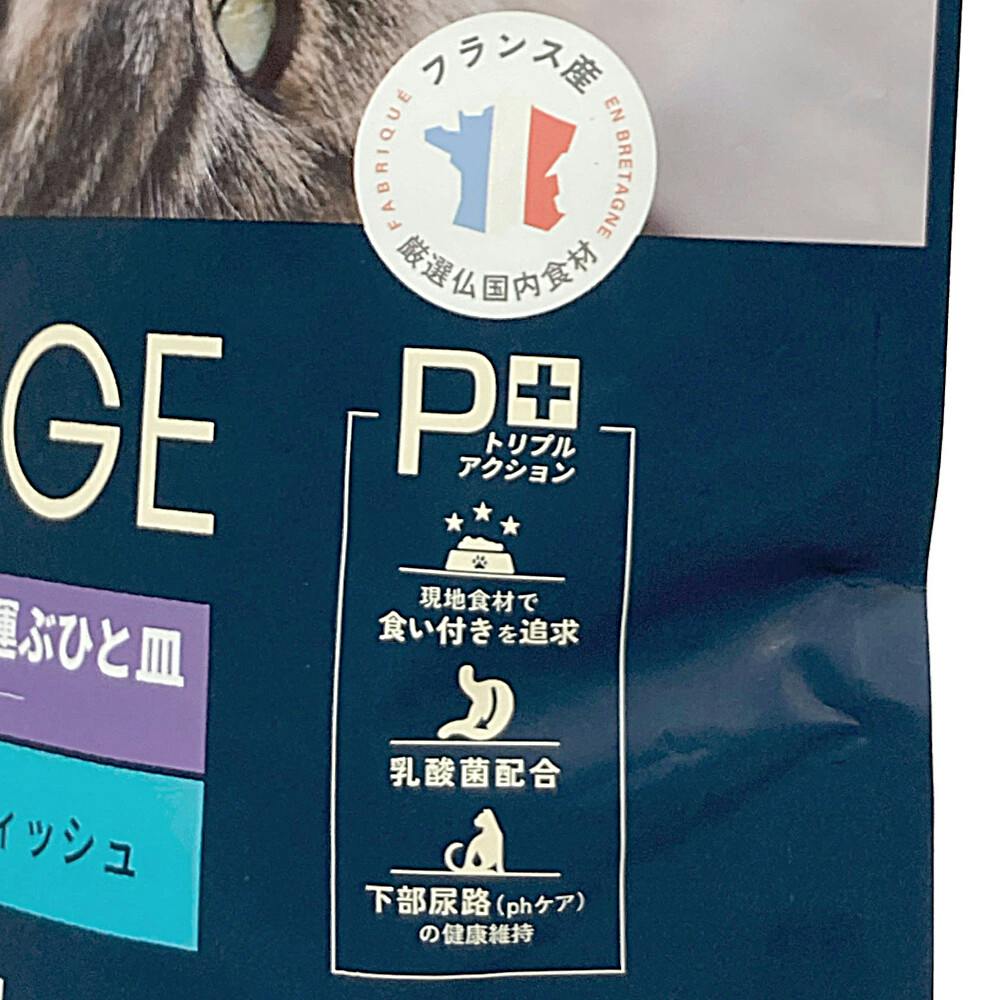 フランス産
FABRIQUÉ
EN BRETAGNE
厳選仏国内食材
GE
P+
トリプル
アクション
現地食材で
食い付きを追求
乳酸菌配合
下部尿路(phケア)
の健康維持
運ぶひと皿
ィッシュ